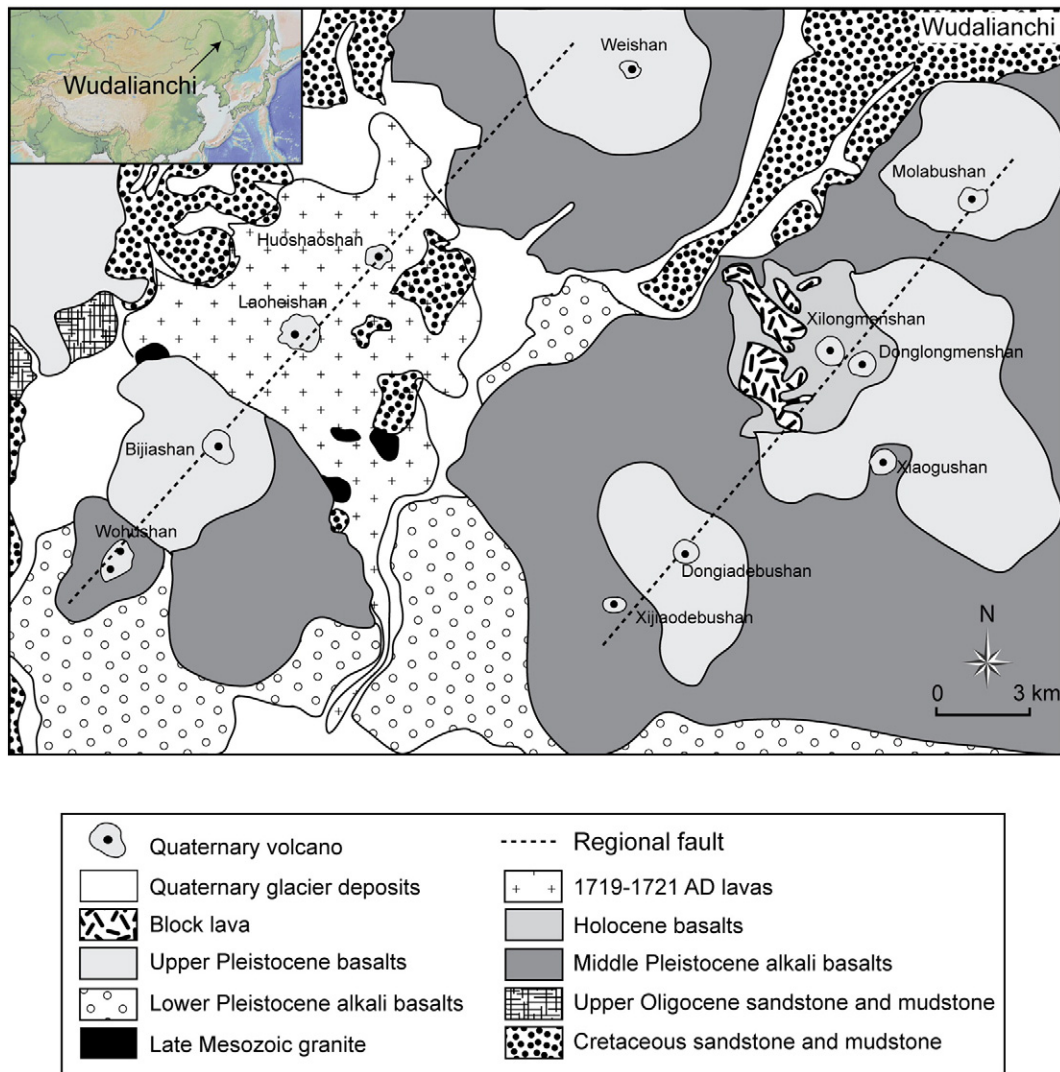 Wudalianchi
Wudalianchi
Weishan
Molabushan
Huoshaoshan
Laoheishan
Xilongmenshan
Donglongmenshan
Bijiashan
Xiaogushan
Wohushan
Dongiadebushan
Xijiaodebushan
N
0 3 km
Quaternary volcano
Quaternary glacier deposits
Block lava
Upper Pleistocene basalts
Lower Pleistocene alkali basalts
Late Mesozoic granite
Regional fault
1719-1721 AD lavas
Holocene basalts
Middle Pleistocene alkali basalts
Upper Oligocene sandstone and mudstone
Cretaceous sandstone and mudstone